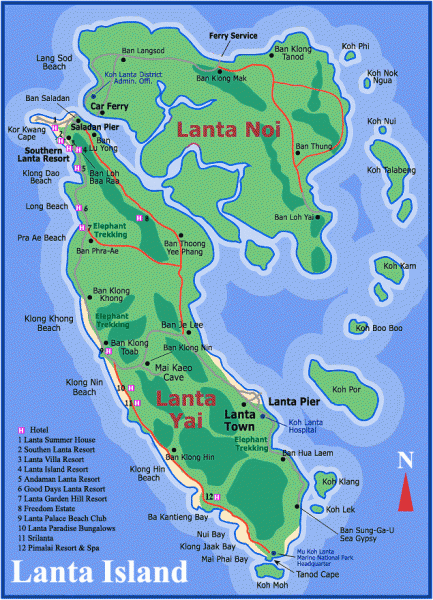 Ferry Service
Koh Phi
Ban Langsod
Ban Klong
Tanod
Lang Sod
Beach
Koh Lanta District
Admin. Offi.
Ban Klong Mak
Koh Nok
Ngua
Ban Saladan
Car Ferry
Koh Nui
Saladan Pier
Lanta Noi
Kor Kwang
Cape
Ban
Lu Yong
Ban Thung
Southern
Lanta Resort
Koh Talabeng
Klong Dao
Beach
Ban Loh
Baa Raa
Long Beach
Ban Loh Yai
Elephant
Trekking
Pra Ae Beach
Ban Phra-Ae
Ban Thoong
Yee Phang
Koh Kam
Ban Klong
Khong
Klong Khong
Beach
Elephant
Trekking
Ban Je Lee
Koh Boo Boo
Ban Klong
Toab
Ban Klong Nin
Mai Kaeo
Cave
Klong Nin
Beach
Koh Por
Lanta
Yai
Lanta Pier
Lanta
Town
Koh Lanta
Hospital
Elephant
Trekking
Ban Klong Hin
Ban Hua Laem
Klong Hin
Beach
Koh Klang
Koh Lek
Ba Kantieng Bay
Nui Bay
Klong Jaak Bay
Mai Phai Bay
Ban Sung-Ga-U
Sea Gypsy
Mu Koh Lanta
Marine National Park
Headquarter
Tanod Cape
Koh Moh
N
H Hotel
1 Lanta Summer House
2 Southen Lanta Resort
3 Lanta Villa Resort
4 Lanta Island Resort
5 Andaman Lanta Resort
6 Good Days Lanta Resort
7 Lanta Garden Hill Resort
8 Freedom Estate
9 Lanta Palace Beach Club
10 Lanta Paradise Bungalows
11 Srilanta
12 Pimalai Resort & Spa
Lanta Island